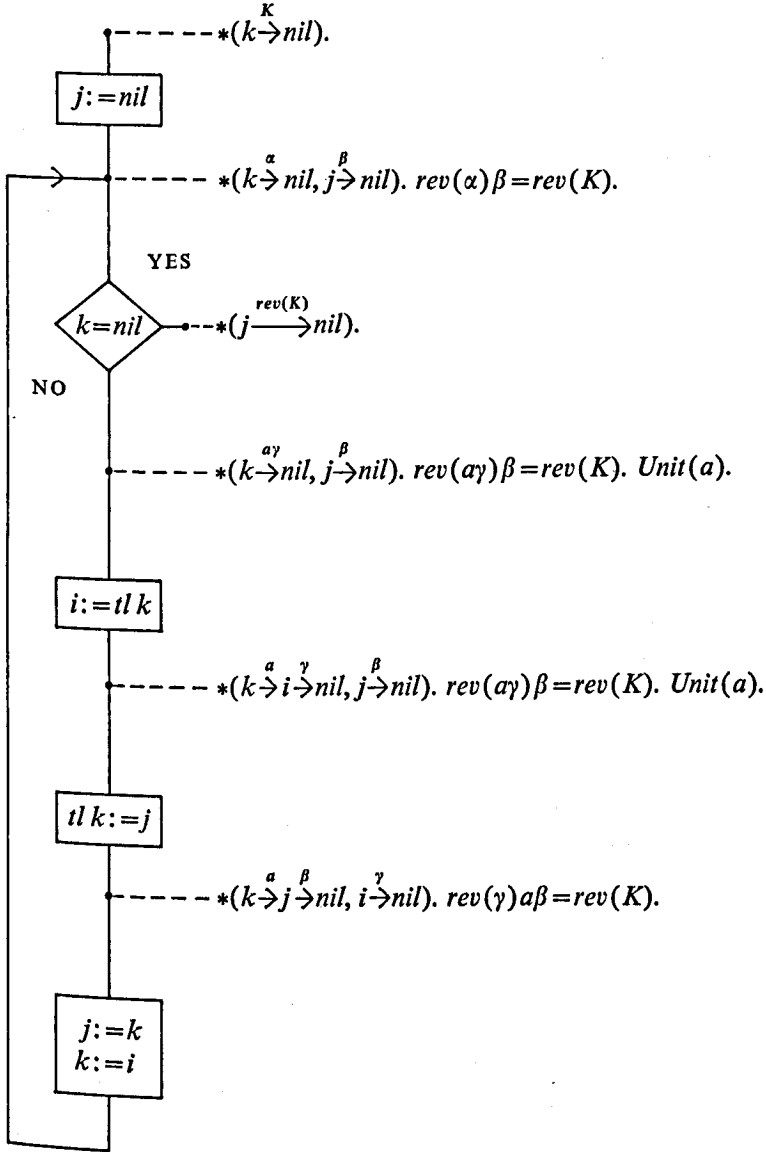 K
*(k→nil).
j:=nil
α β
*(k→nil, j→nil). rev(α)β=rev(K).
YES
rev(K)
k=nil *(j⟶nil).
NO
aγ β
*(k→nil, j→nil). rev(aγ)β=rev(K). Unit(a).
i:=tl k
a γ β
*(k→i→nil, j→nil). rev(aγ)β=rev(K). Unit(a).
tl k:=j
a β γ
*(k→j→nil, i→nil). rev(γ)aβ=rev(K).
j:=k
k:=i